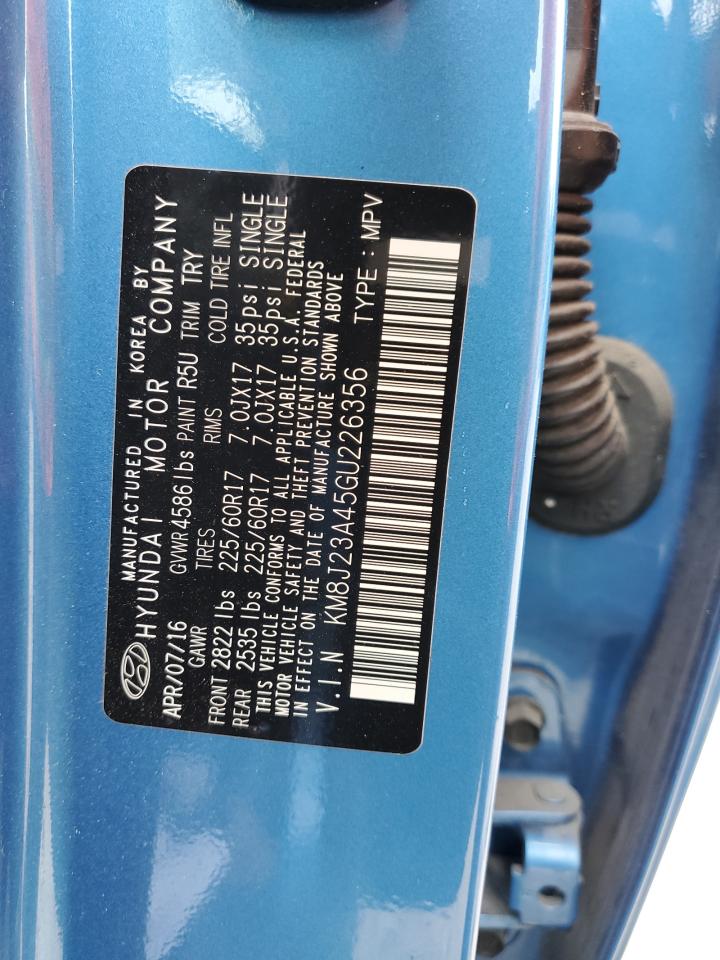 MANUFACTURED IN KOREA BY
HYUNDAI MOTOR COMPANY
APR/07/16 GVWR 4586 lbs PAINT R5U TRIM TRY
GAWR TIRES RIMS COLD TIRE INFL
FRONT 2822 lbs 225/60R17 7.0JX17 35psi SINGLE
REAR 2535 lbs 225/60R17 7.0JX17 35psi SINGLE
THIS VEHICLE CONFORMS TO ALL APPLICABLE U.S.A. FEDERAL
MOTOR VEHICLE SAFETY AND THEFT PREVENTION STANDARDS
IN EFFECT ON THE DATE OF MANUFACTURE SHOWN ABOVE
V.I.N KM8J23A45GU226356 TYPE : MPV